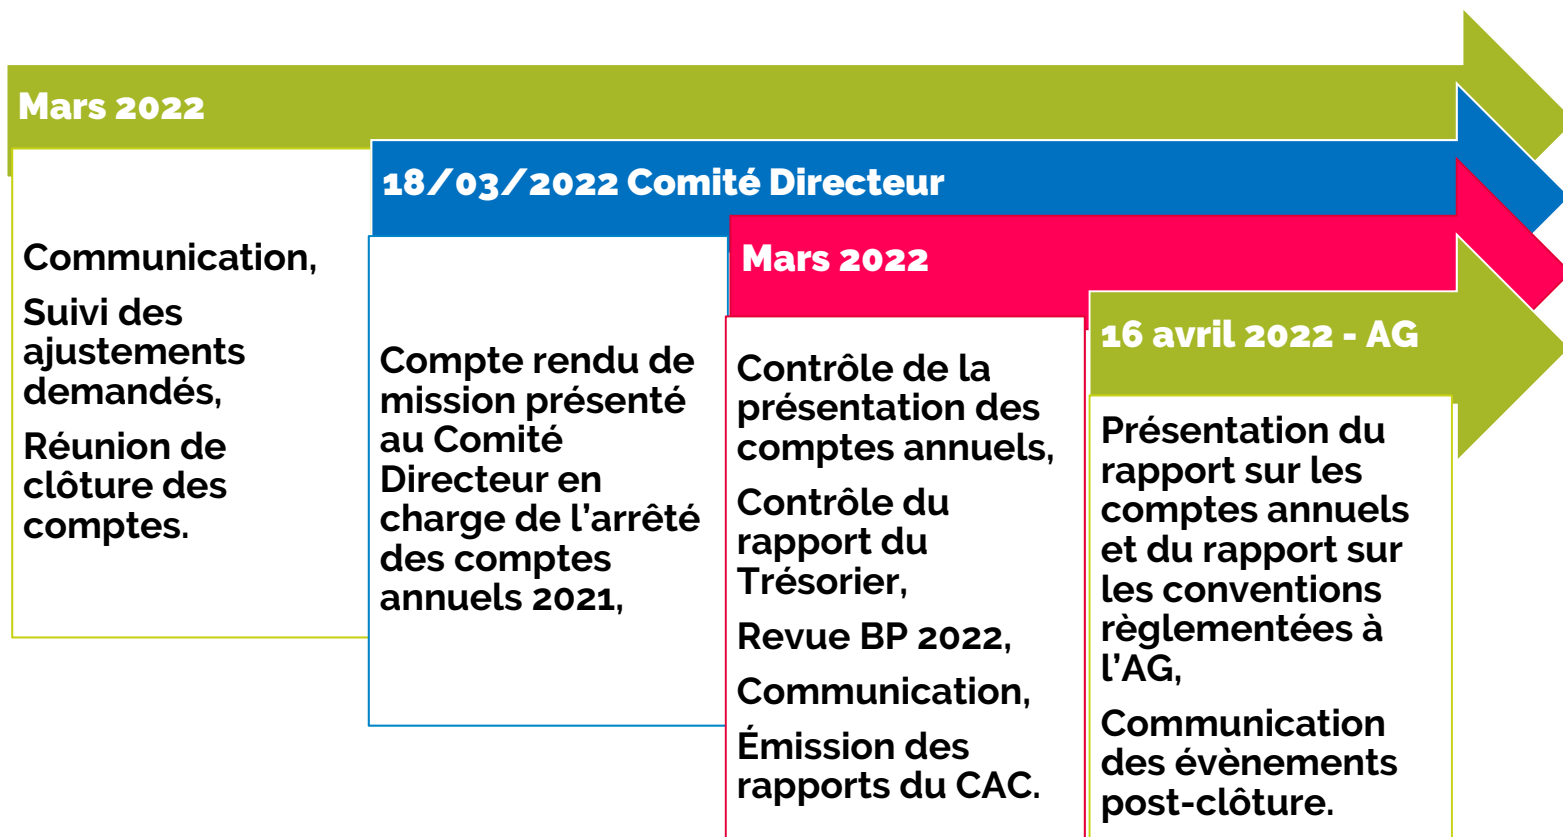 Mars 2022
Communication,
Suivi des
ajustements
demandés,
Réunion de
clôture des
comptes.
18/03/2022 Comité Directeur
Compte rendu de
mission présenté
au Comité
Directeur en
charge de l’arrêté
des comptes
annuels 2021,
Mars 2022
Contrôle de la
présentation des
comptes annuels,
Contrôle du
rapport du
Trésorier,
Revue BP 2022,
Communication,
Émission des
rapports du CAC.
16 avril 2022 - AG
Présentation du
rapport sur les
comptes annuels
et du rapport sur
les conventions
règlementées à
l’AG,
Communication
des évènements
post-clôture.